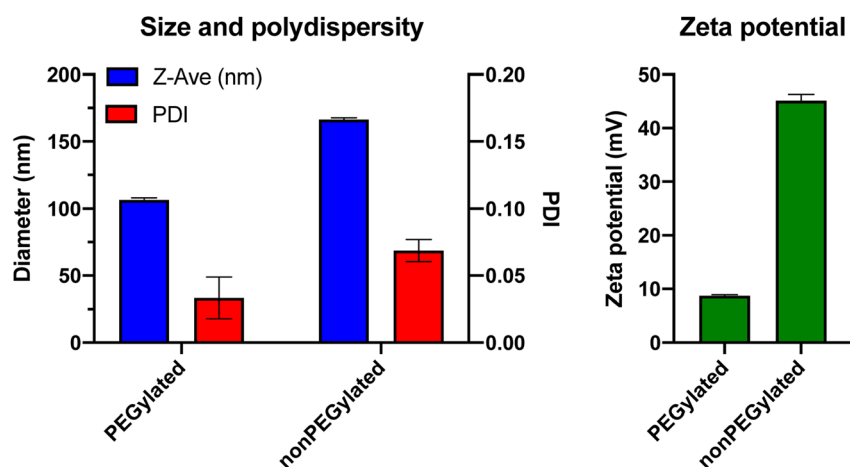 Size and polydispersity
Z-Ave (nm)
PDI
Diameter (nm)
200
150
100
50
0
0.20
0.15
0.10
0.05
0.00
PDI
PEGylated
nonPEGylated
Zeta potential
Zeta potential (mV)
50
40
30
20
10
0
PEGylated
nonPEGylated